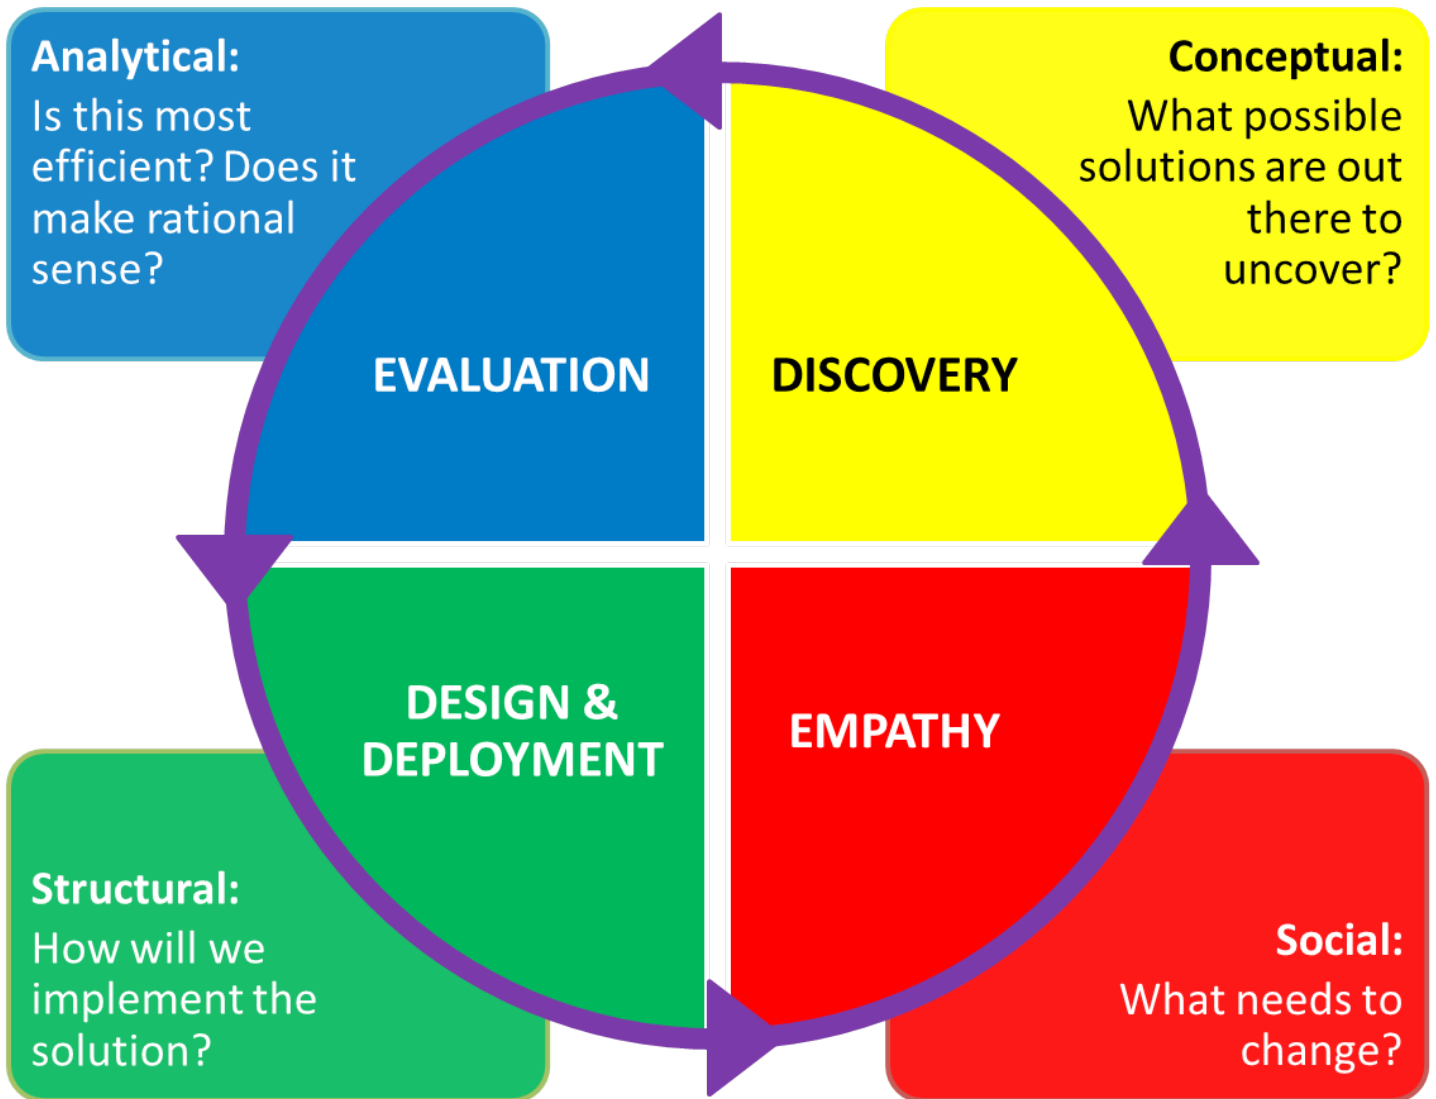 Analytical:
Is this most
efficient? Does it
make rational
sense?
Conceptual:
What possible
solutions are out
there to
uncover?
EVALUATION
DISCOVERY
DESIGN &
DEPLOYMENT
EMPATHY
Structural:
How will we
implement the
solution?
Social:
What needs to
change?